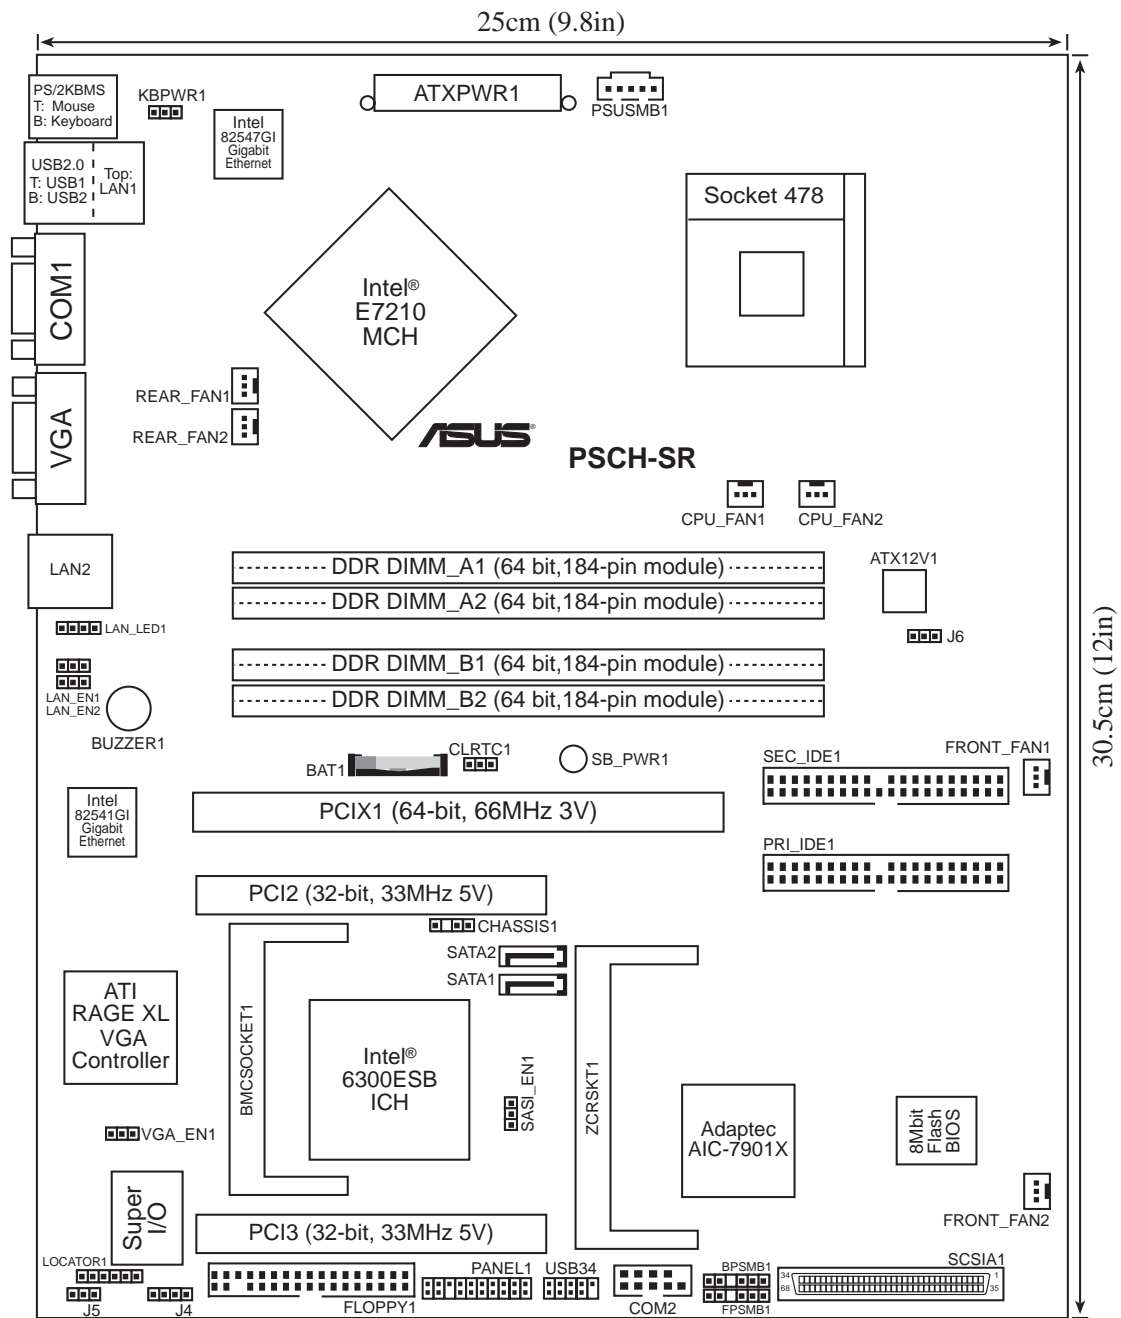 25cm (9.8in)
PS/2KBMS
T: Mouse
B: Keyboard
KBPWR1
ATXPWR1
PSUSMB1
Intel
82547GI
Gigabit
Ethernet
USB2.0
T: USB1
B: USB2
Top:
LAN1
Socket 478
COM1
Intel®
E7210
MCH
REAR_FAN1
REAR_FAN2
VGA
ASUS®
PSCH-SR
CPU_FAN1
CPU_FAN2
LAN2
DDR DIMM_A1 (64 bit,184-pin module)
DDR DIMM_A2 (64 bit,184-pin module)
ATX12V1
LAN_LED1
J6
30.5cm (12in)
DDR DIMM_B1 (64 bit,184-pin module)
DDR DIMM_B2 (64 bit,184-pin module)
LAN_EN1
LAN_EN2
BUZZER1
BAT1
CLRTC1
SB_PWR1
SEC_IDE1
FRONT_FAN1
Intel
82541GI
Gigabit
Ethernet
PCIX1 (64-bit, 66MHz 3V)
PRI_IDE1
PCI2 (32-bit, 33MHz 5V)
CHASSIS1
SATA2
SATA1
ATI
RAGE XL
VGA
Controller
BMCSOCKET1
Intel®
6300ESB
ICH
SASI_EN1
ZCRSKT1
Adaptec
AIC-7901X
8Mbit
Flash
BIOS
VGA_EN1
Super
I/O
PCI3 (32-bit, 33MHz 5V)
FRONT_FAN2
LOCATOR1
J5
J4
FLOPPY1
PANEL1
USB34
COM2
BPSMB1
FPSMB1
SCSIA1
34
1
68
35